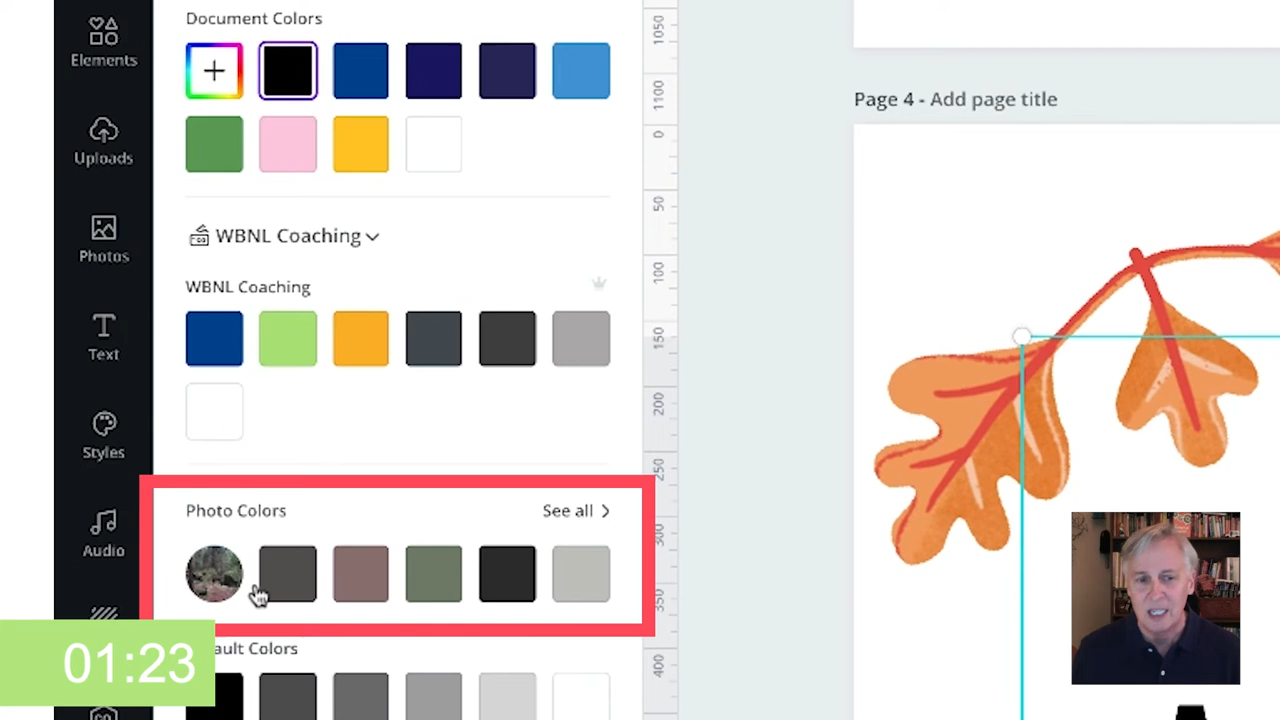 Elements
Uploads
Photos
Text
Styles
Audio
Document Colors
WBNL Coaching
WBNL Coaching
Photo Colors
See all
ault Colors
01:23
1050
1100
0
50
100
150
200
250
300
350
400
Page 4 - Add page title